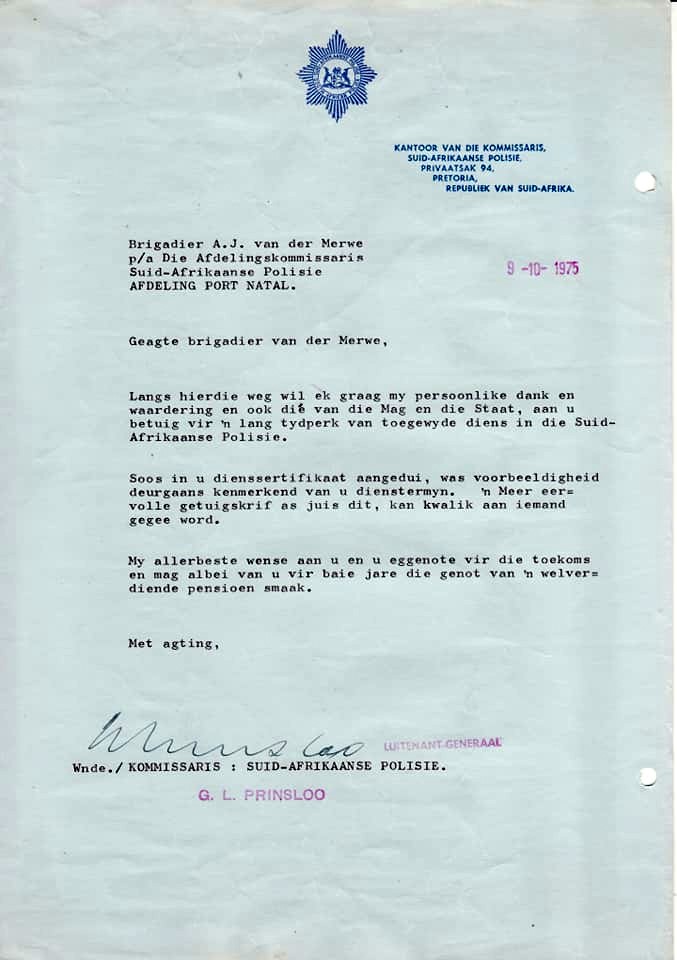 KANTOOR VAN DIE KOMMISSARIS,
SUID-AFRIKAANSE POLISIE,
PRIVAATSAK 94,
PRETORIA,
REPUBLIEK VAN SUID-AFRIKA.
Brigadier A.J. van der Merwe
p/a Die Afdelingskommissaris
Suid-Afrikaanse Polisie
AFDELING PORT NATAL.
9 -10- 1975
Geagte brigadier van der Merwe,
Langs hierdie weg wil ek graag my persoonlike dank en
waardering en ook dié van die Mag en die Staat, aan u
betuig vir 'n lang tydperk van toegewyde diens in die Suid-
Afrikaanse Polisie.
Soos in u dienssertifikaat aangedui, was voorbeeldigheid
deurgaans kenmerkend van u dienstermyn. 'n Meer eer=
volle getuigskrif as juis dit, kan kwalik aan iemand
gegee word.
My allerbeste wense aan u en u eggenote vir die toekoms
en mag albei van u vir baie jare die genot van 'n welver=
diende pensioen smaak.
Met agting,
LUITENANT-GENERAAL
Wnde./ KOMMISSARIS : SUID-AFRIKAANSE POLISIE.
G. L. PRINSLOO